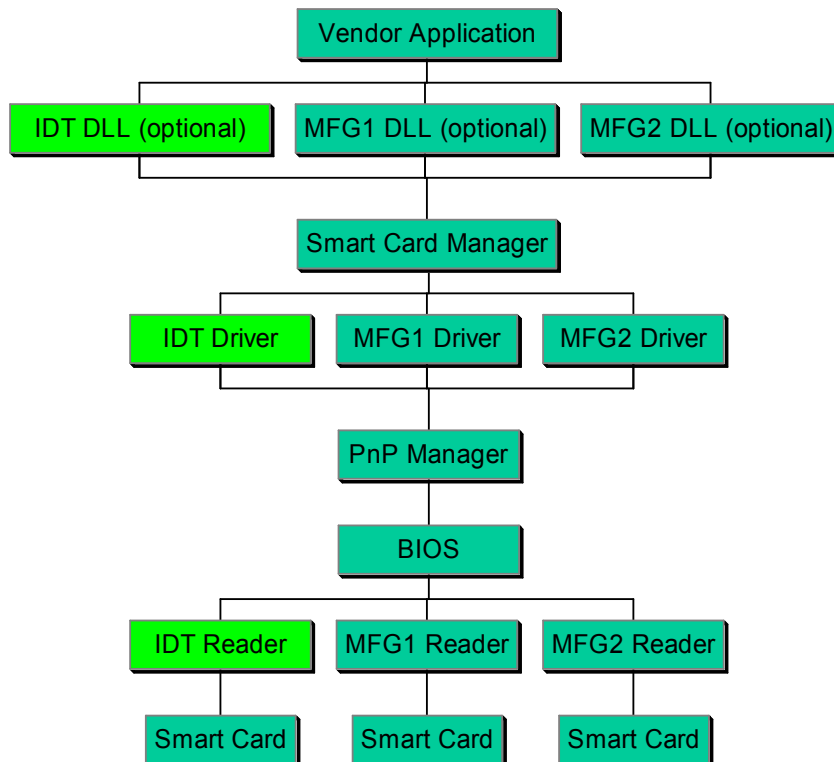 Vendor Application
IDT DLL (optional)
MFG1 DLL (optional)
MFG2 DLL (optional)
Smart Card Manager
IDT Driver
MFG1 Driver
MFG2 Driver
PnP Manager
BIOS
IDT Reader
MFG1 Reader
MFG2 Reader
Smart Card
Smart Card
Smart Card